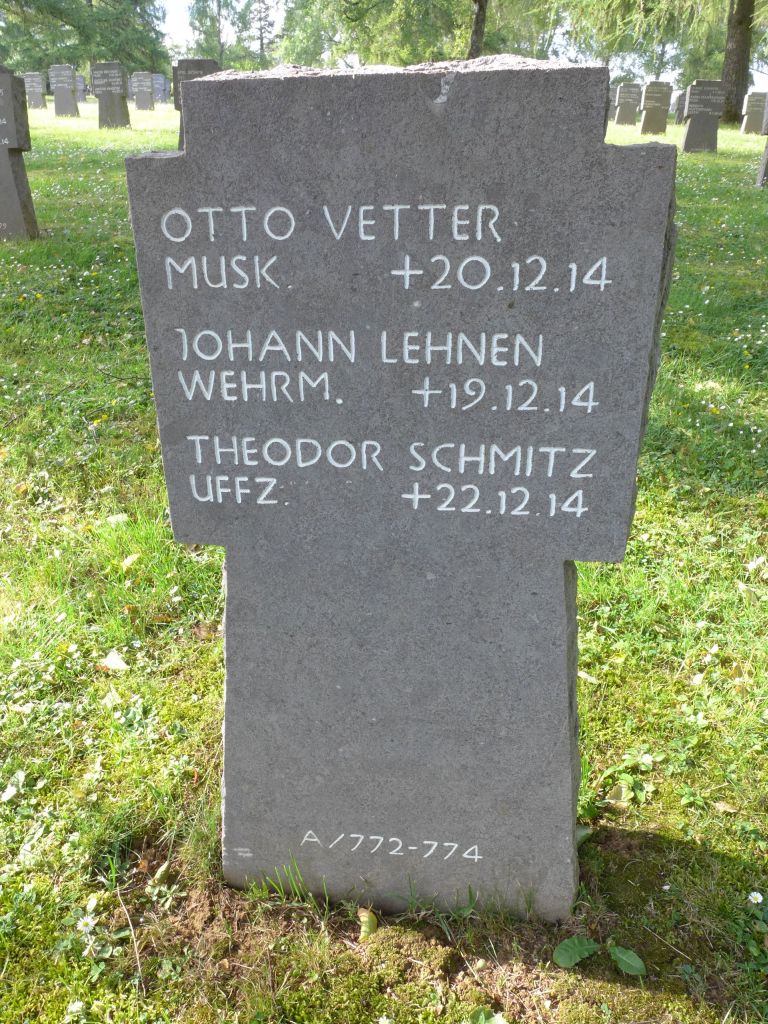 OTTO VETTER
MUSK. +20.12.14
JOHANN LEHNEN
WEHRM. +19.12.14
THEODOR SCHMITZ
UFFZ. +22.12.14
A/772-774